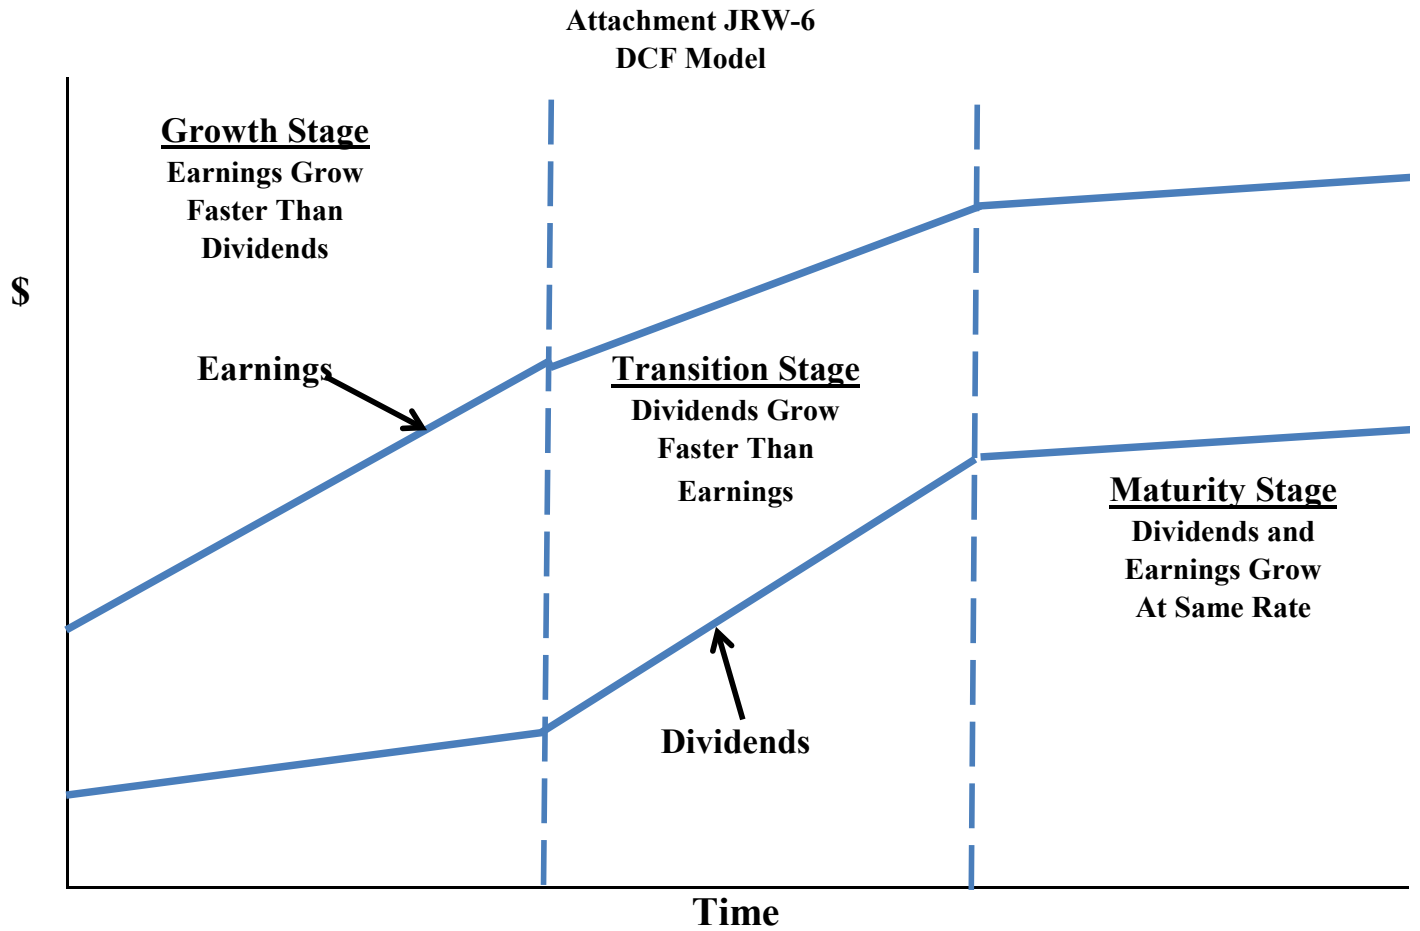 Attachment JRW-6
DCF Model
Growth Stage
Earnings Grow
Faster Than
Dividends
$
Earnings
Transition Stage
Dividends Grow
Faster Than
Earnings
Maturity Stage
Dividends and
Earnings Grow
At Same Rate
Dividends
Time